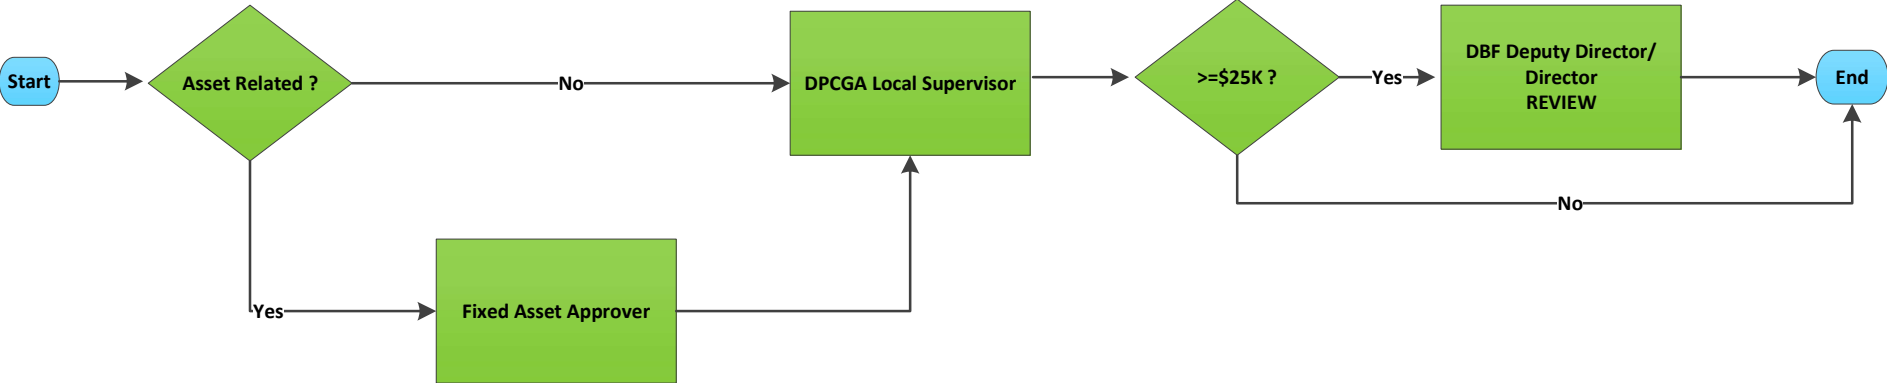 Start
Asset Related ?
No
DPCGA Local Supervisor
>=$25K ?
Yes
DBF Deputy Director/
Director
REVIEW
End
No
Yes
Fixed Asset Approver